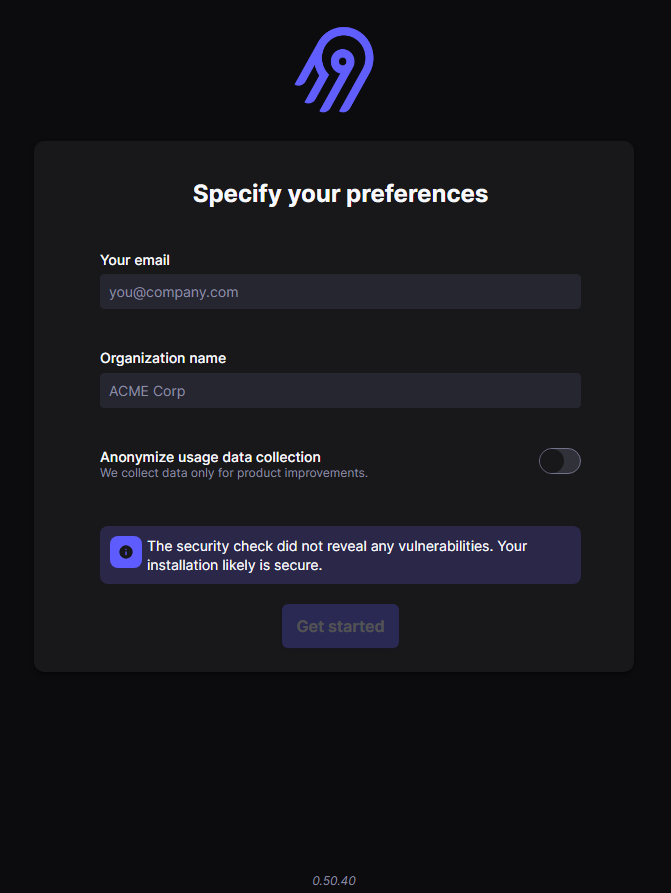 Specify your preferences
Your email
you@company.com
Organization name
ACME Corp
Anonymize usage data collection
We collect data only for product improvements.
The security check did not reveal any vulnerabilities. Your
installation likely is secure.
Get started
0.50.40